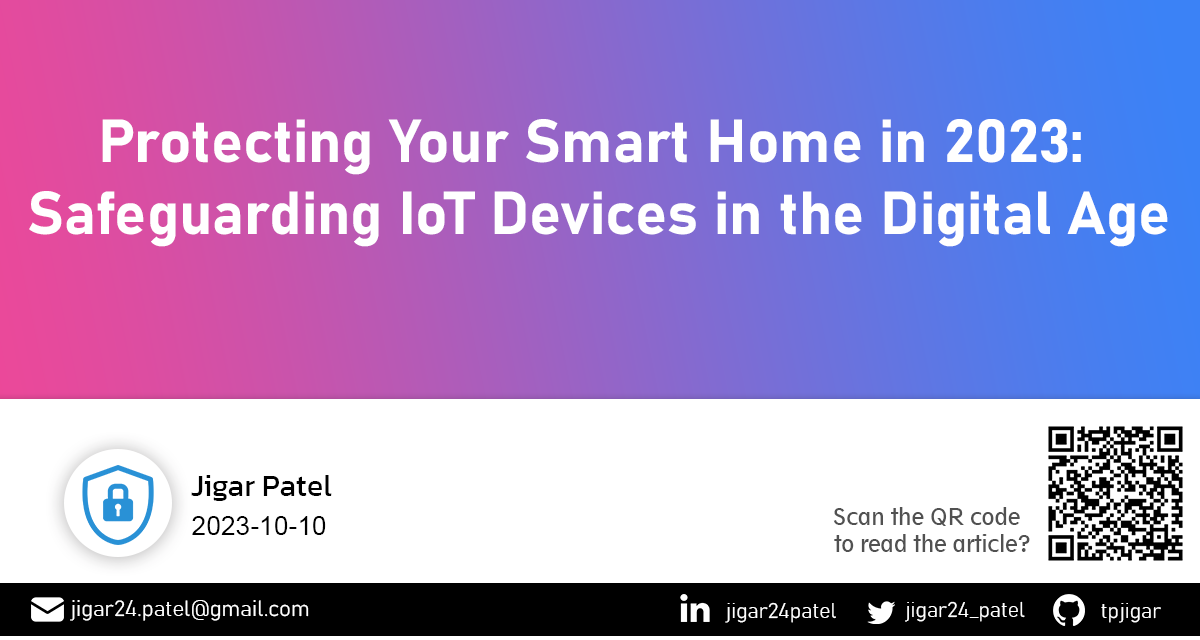 Protecting Your Smart Home in 2023:
Safeguarding IoT Devices in the Digital Age
Jigar Patel
2023-10-10
Scan the QR code
to read the article?
jigar24.patel@gmail.com
in jigar24patel
jigar24_patel
tpjigar